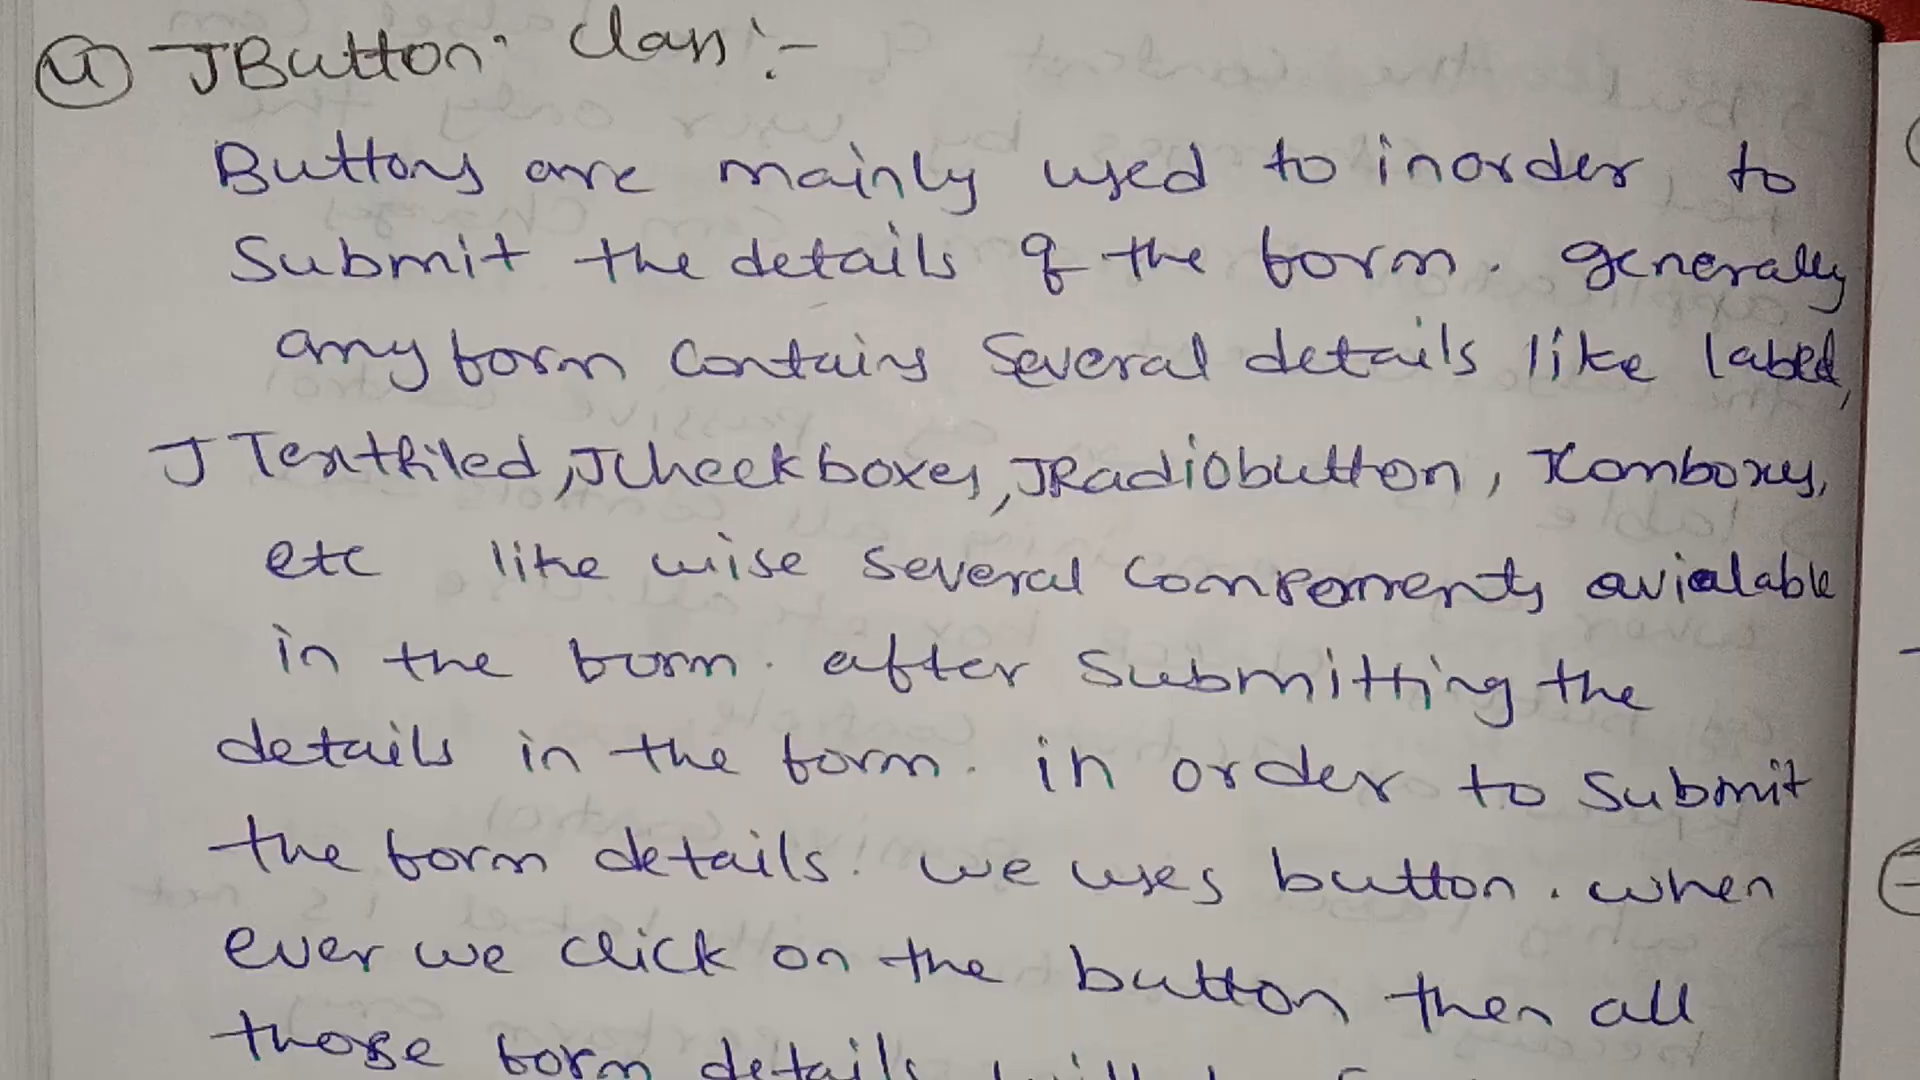 ④ JButton Class :-
Buttons are mainly used to inorder to
Submit the details of the form. generally
any form contains Several details like label,
JTextfiled, JCheckboxes, JRadiobutton, JComboxes,
etc like wise several components avialable
in the form. after Submitting the
details in the form. in order to Submit
the form details. we uses button. when
ever we click on the button then all
those form details will